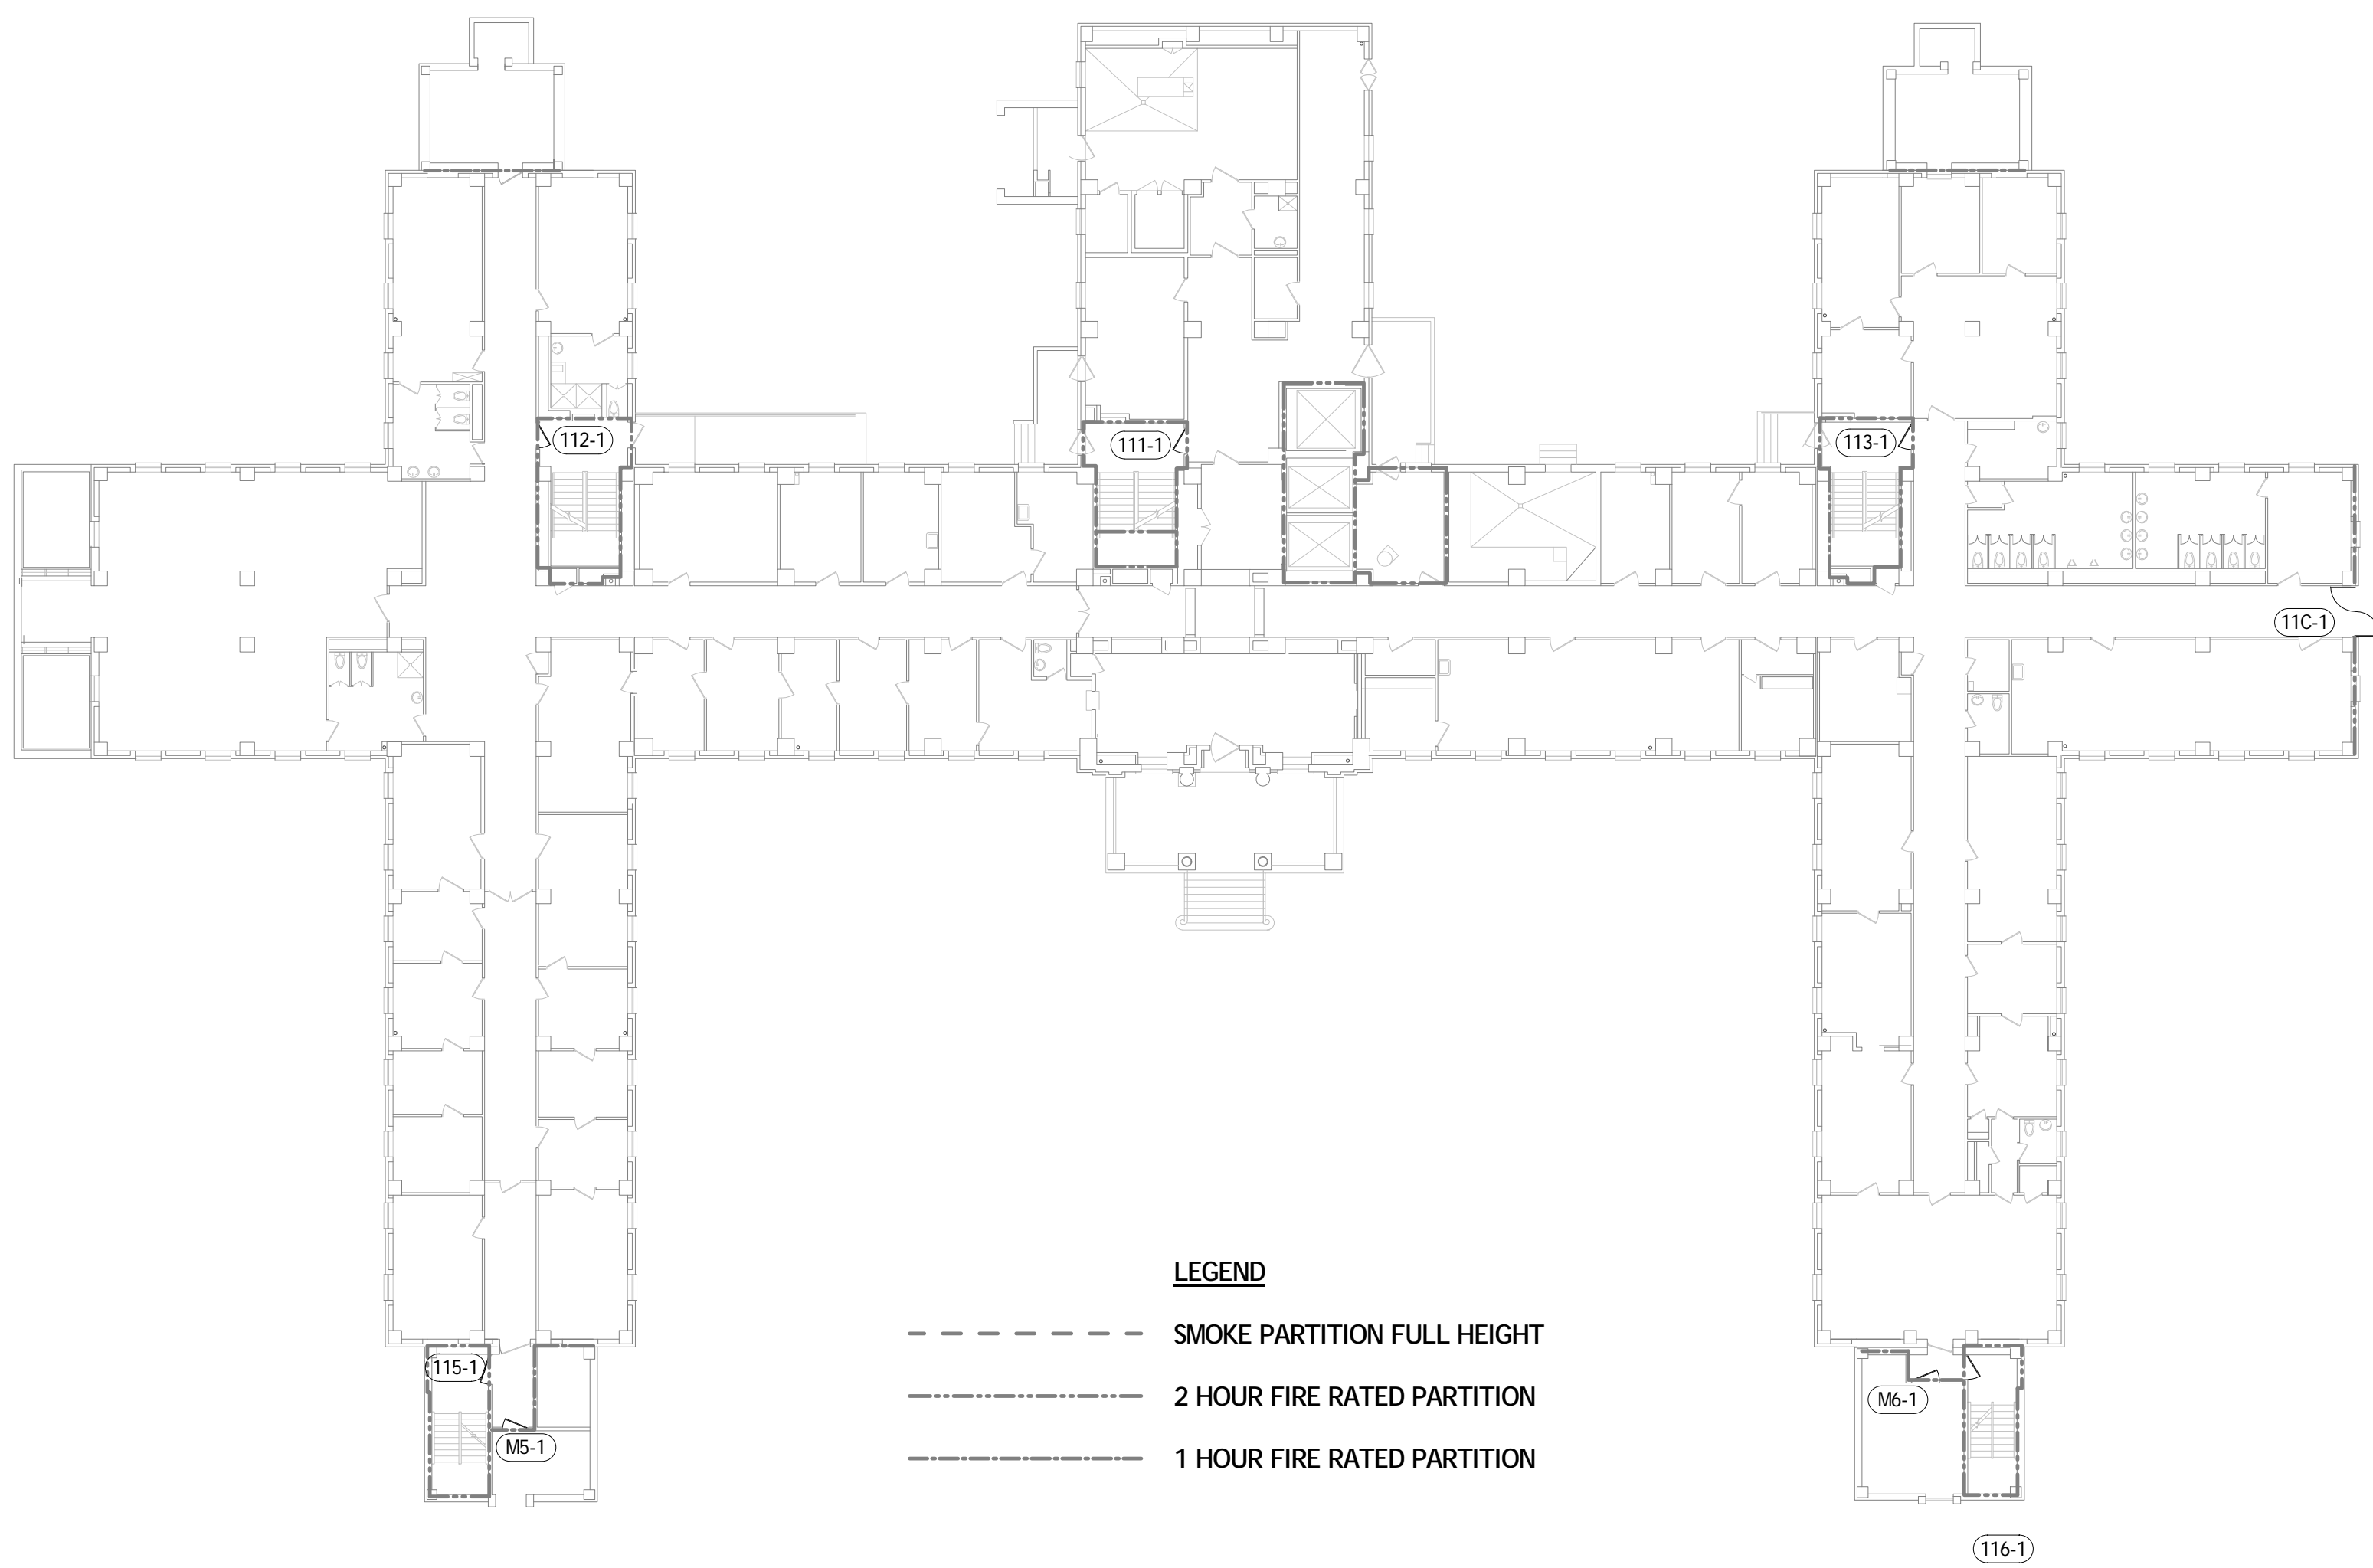 112-1
111-1
113-1
11C-1
LEGEND
SMOKE PARTITION FULL HEIGHT
115-1
2 HOUR FIRE RATED PARTITION
M6-1
M5-1
1 HOUR FIRE RATED PARTITION
116-1